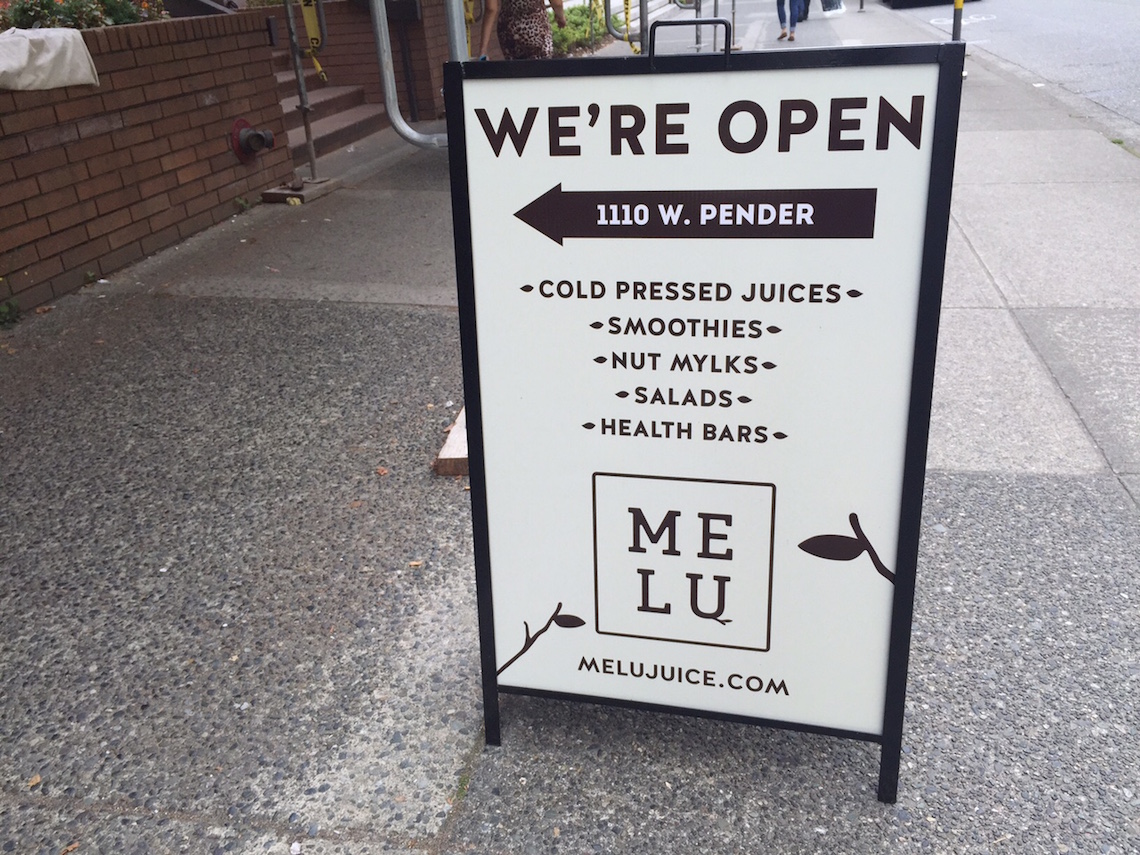 WE'RE OPEN
1110 W. PENDER
COLD PRESSED JUICES
SMOOTHIES
NUT MYLKS
SALADS
HEALTH BARS
ME
LU
MELUJUICE.COM